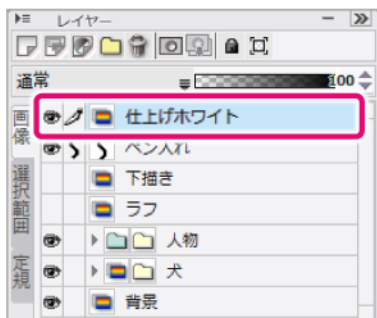 レイヤー
通常 100
画像
仕上げホワイト
ペン入れ
選択範囲
下描き
ラフ
人物
定規
犬
背景